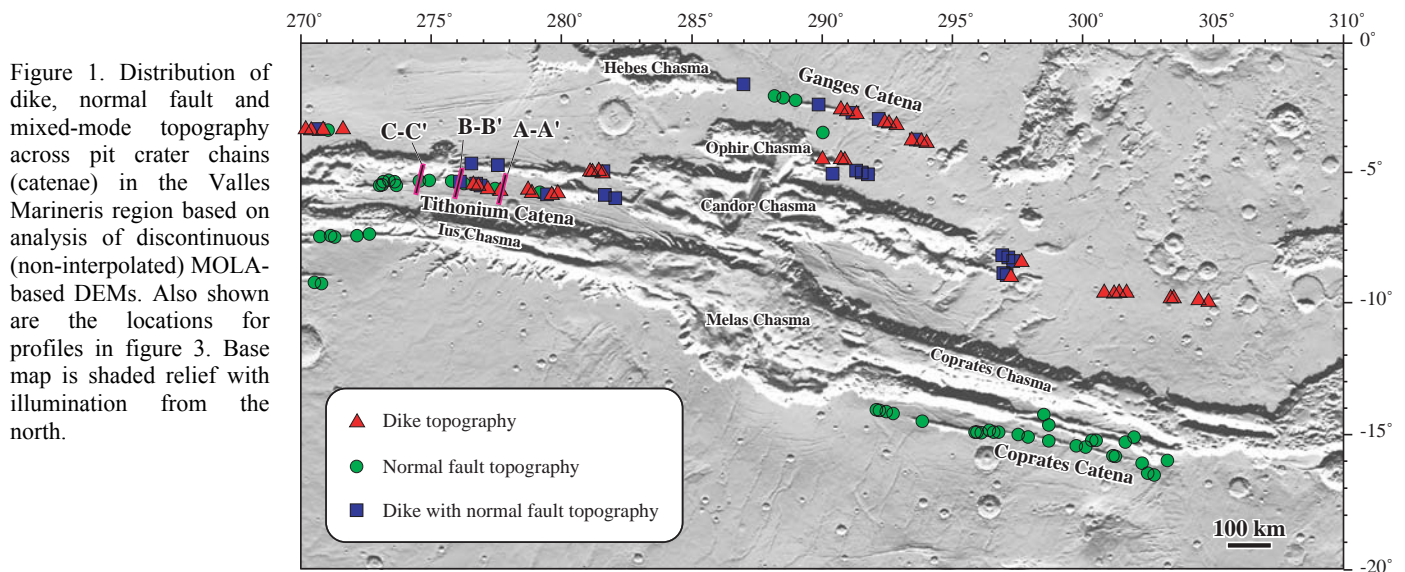 Figure 1. Distribution of
dike, normal fault and
mixed-mode topography
across pit crater chains
(catenae) in the Valles
Marineris region based on
analysis of discontinuous
(non-interpolated) MOLA-
based DEMs. Also shown
are the locations for
profiles in figure 3. Base
map is shaded relief with
illumination from the
north.
270˚ 275˚ 280˚ 285˚ 290˚ 295˚ 300˚ 305˚ 310˚
0˚
-5˚
-10˚
-15˚
-20˚
Hebes Chasma
Ganges Catena
C-C'
B-B'
A-A'
Ophir Chasma
Candor Chasma
Tithonium Catena
Ius Chasma
Melas Chasma
Coprates Chasma
Coprates Catena
Dike topography
Normal fault topography
Dike with normal fault topography
100 km